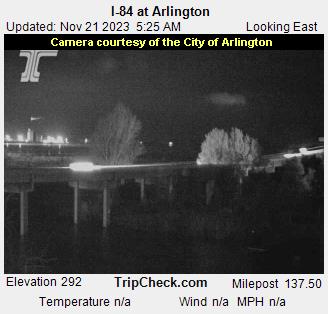 I-84 at Arlington
Updated: Nov 21 2023 5:25 AM Looking East
Camera courtesy of the City of Arlington
Elevation 292 TripCheck.com Milepost 137.50
Temperature n/a Wind n/a MPH n/a